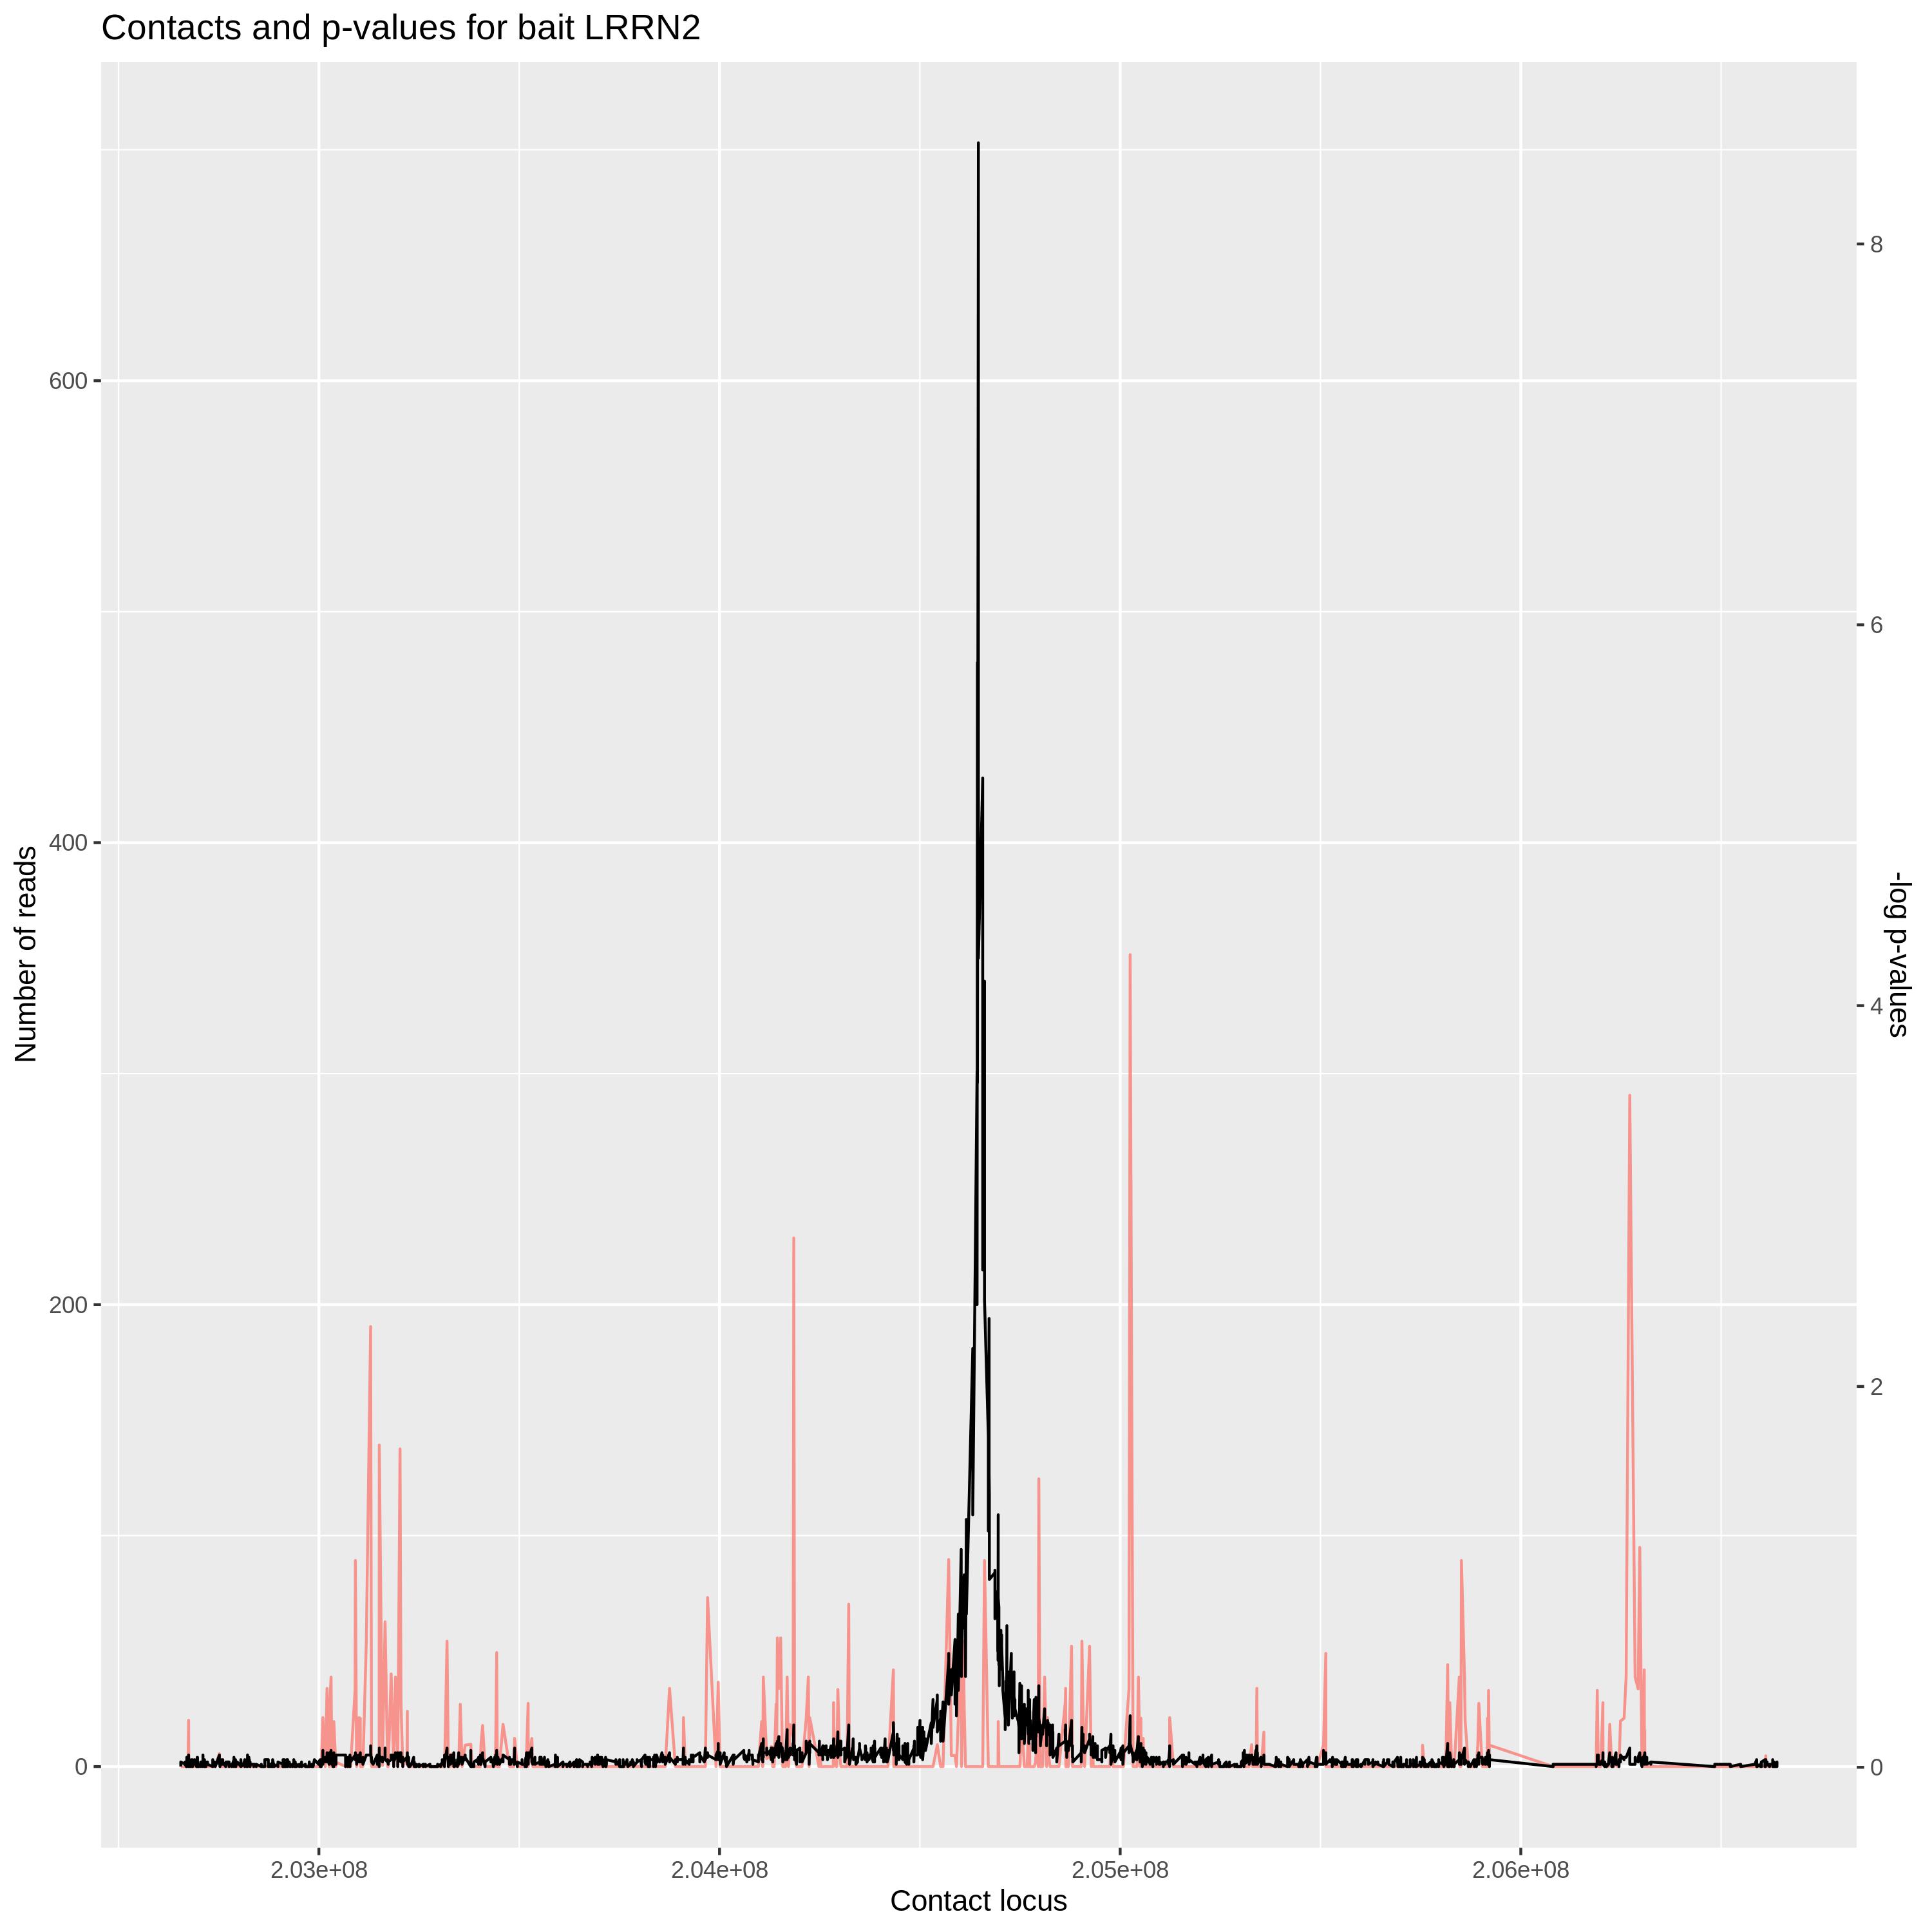 Contacts and p-values for bait LRRN2
Number of reads
600
400
200
0
8
6
4
2
0
-log p-values
2.03e+08
2.04e+08
2.05e+08
2.06e+08
Contact locus